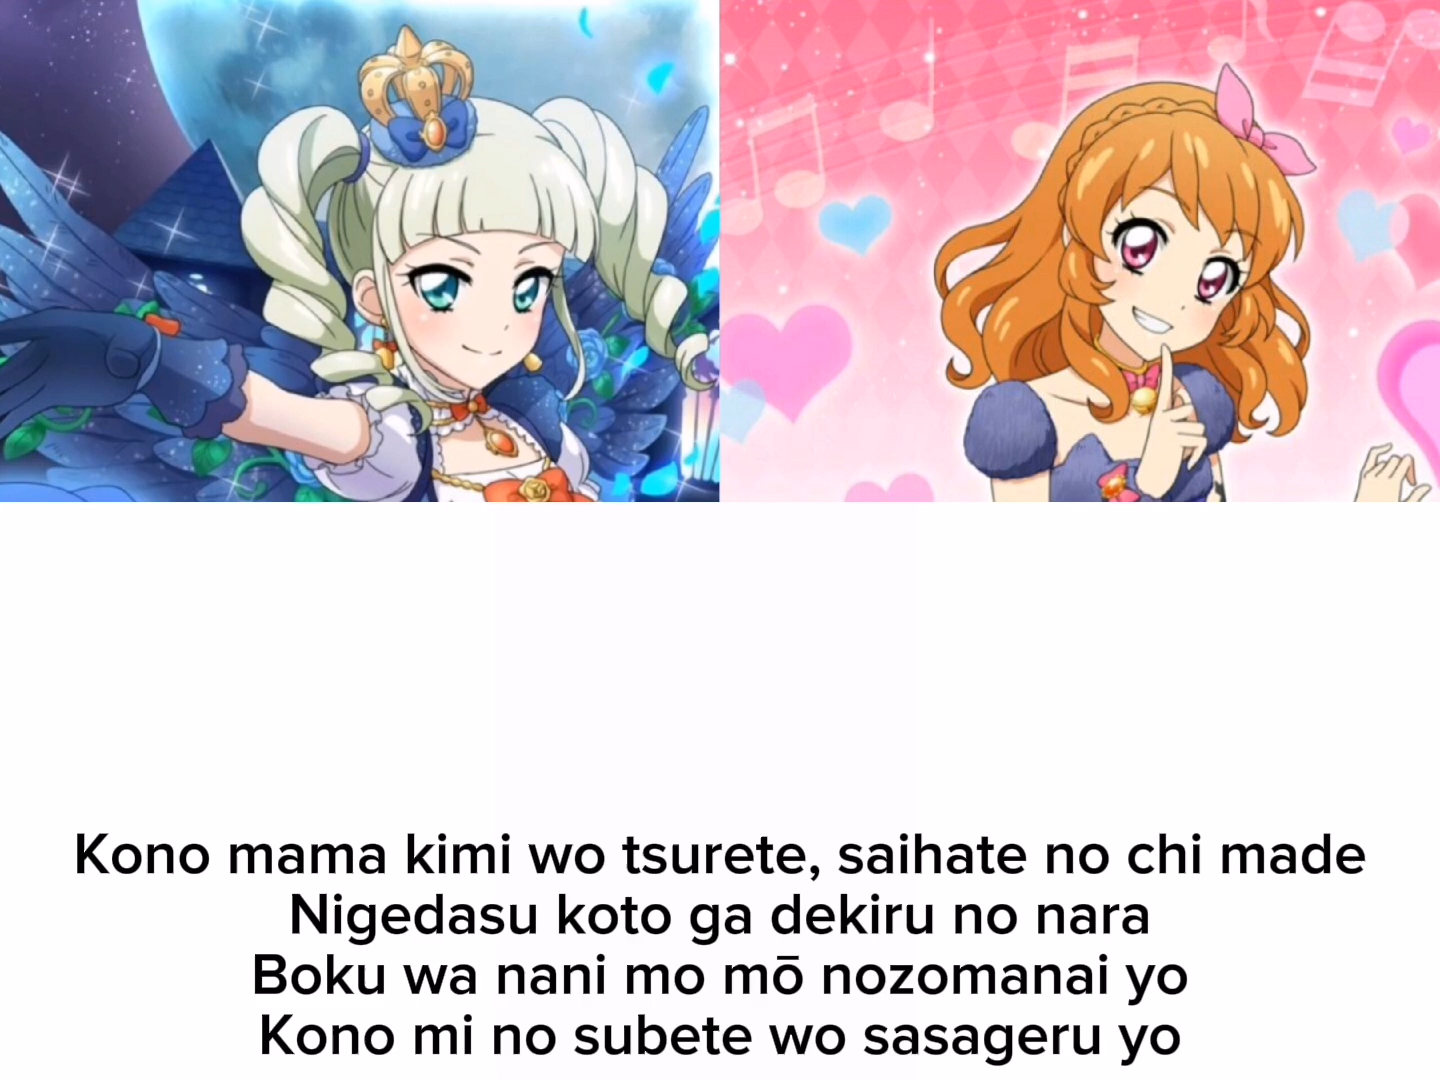 Kono mama kimi wo tsurete, saihate no chi made
Nigedasu koto ga dekiru no nara
Boku wa nani mo mō nozomanai yo
Kono mi no subete wo sasageru yo